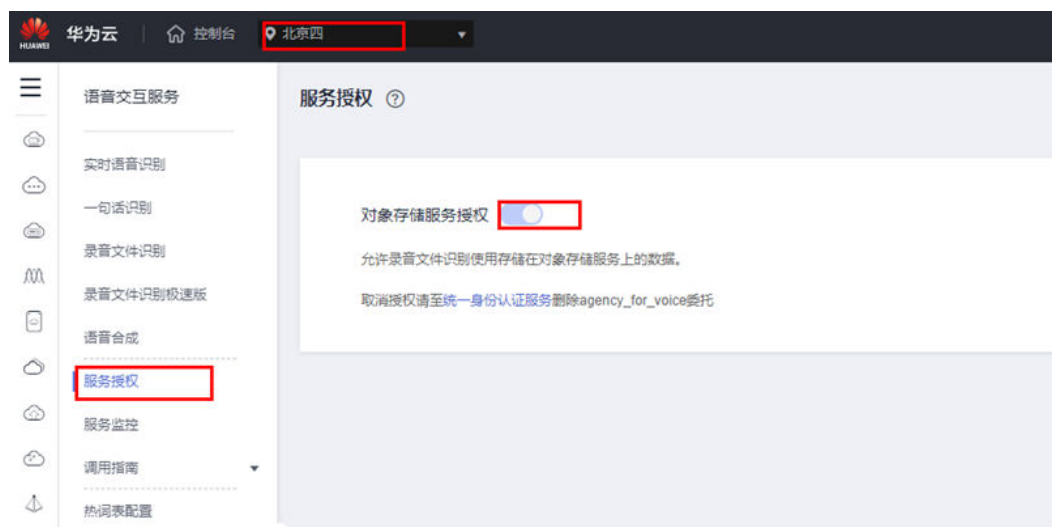 HUAWEI 华为云 控制台 北京四
语音交互服务
服务授权
实时语音识别
一句话识别
录音文件识别
录音文件识别极速版
语音合成
服务授权
服务监控
调用指南
热词表配置
对象存储服务授权
允许录音文件识别使用存储在对象存储服务上的数据。
取消授权请至统一身份认证服务删除agency_for_voice委托